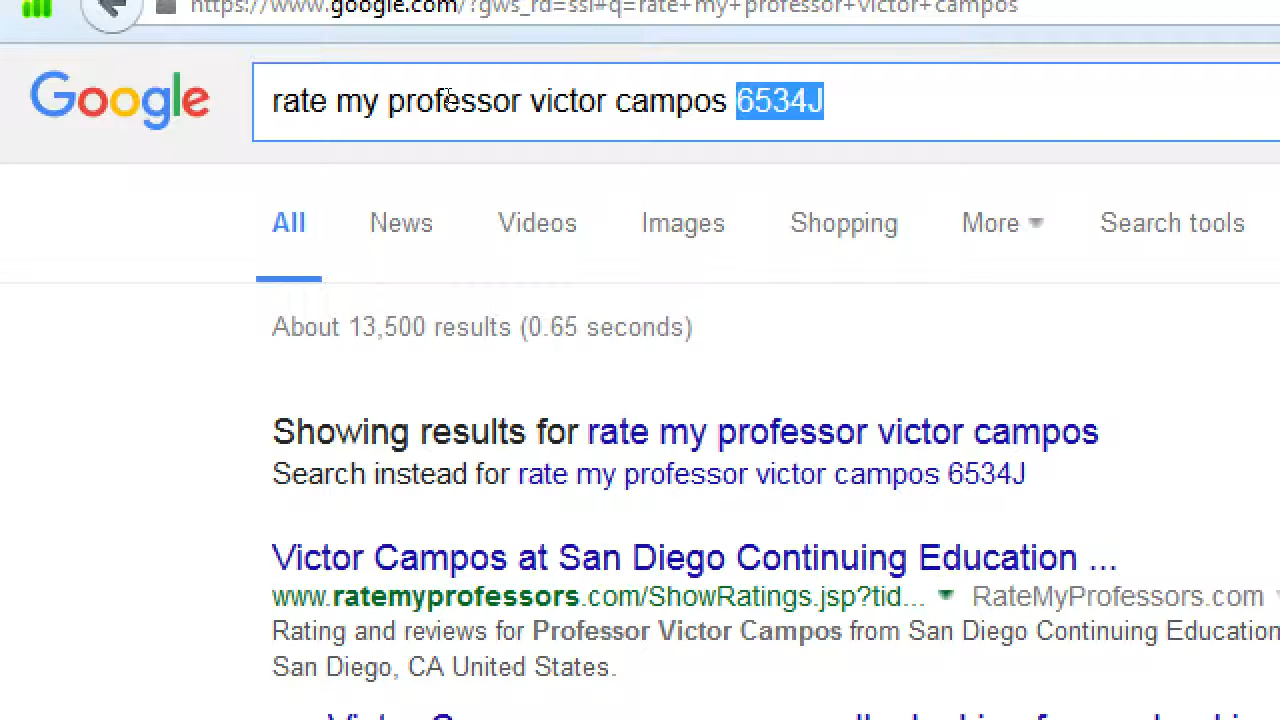 https://www.google.com/?gws_rd=ssl#q=rate+my+professor+victor+campos
Google
rate my professor victor campos 6534J
All News Videos Images Shopping More Search tools
About 13,500 results (0.65 seconds)
Showing results for rate my professor victor campos
Search instead for rate my professor victor campos 6534J
Victor Campos at San Diego Continuing Education ...
www.ratemyprofessors.com/ShowRatings.jsp?tid... RateMyProfessors.com
Rating and reviews for Professor Victor Campos from San Diego Continuing Education
San Diego, CA United States.